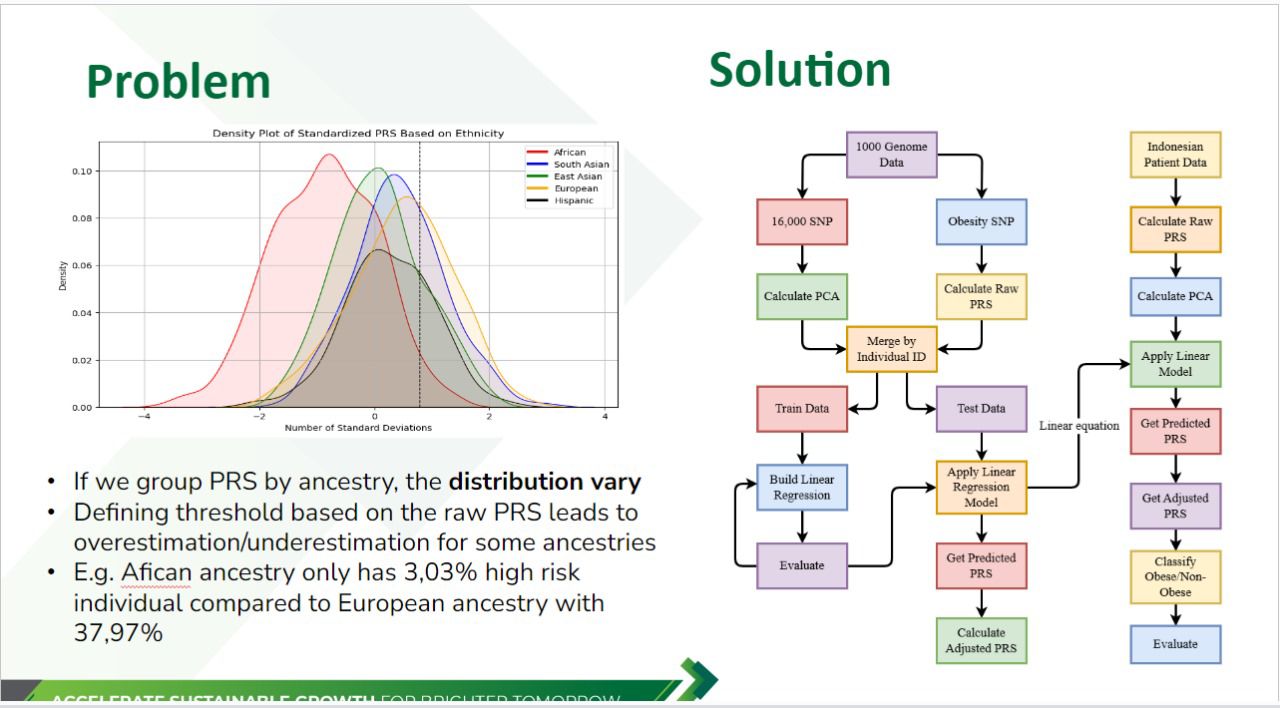 Problem
Density Plot of Standardized PRS Based on Ethnicity
Density
0.10
0.08
0.06
0.04
0.02
0.00
−4
−2
0
2
4
Number of Standard Deviations
African
South Asian
East Asian
European
Hispanic
• If we group PRS by ancestry, the distribution vary
• Defining threshold based on the raw PRS leads to
overestimation/underestimation for some ancestries
• E.g. Afican ancestry only has 3,03% high risk
individual compared to European ancestry with
37,97%
Solution
1000 Genome
Data
16,000 SNP
Obesity SNP
Calculate PCA
Calculate Raw
PRS
Merge by
Individual ID
Train Data
Test Data
Build Linear
Regression
Apply Linear
Regression
Model
Evaluate
Get Predicted
PRS
Calculate
Adjusted PRS
Linear equation
Indonesian
Patient Data
Calculate Raw
PRS
Calculate PCA
Apply Linear
Model
Get Predicted
PRS
Get Adjusted
PRS
Classify
Obese/Non-
Obese
Evaluate
ACCELERATE SUSTAINABLE GROWTH FOR BRIGHTER TOMORROW